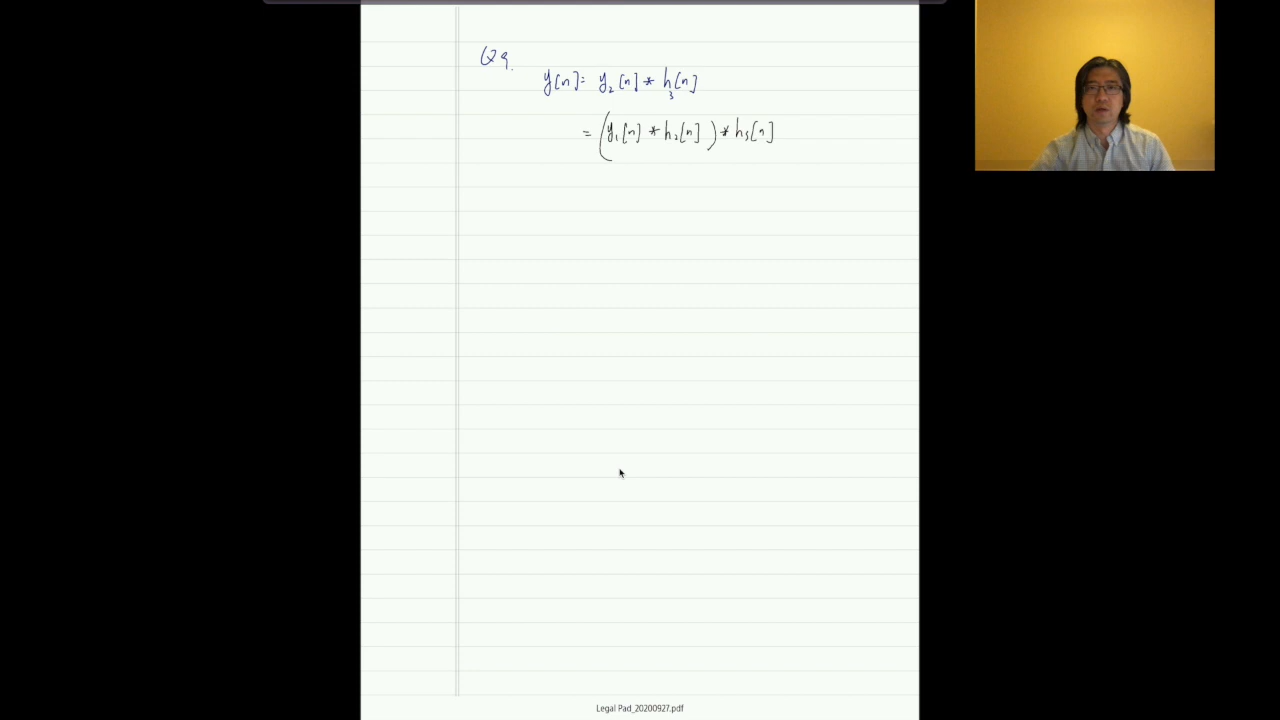 Q9.
y[n] = y₂[n] * h₃[n]
= (y₁[n] * h₂[n]) * h₃[n]
Legal Pad_20200927.pdf